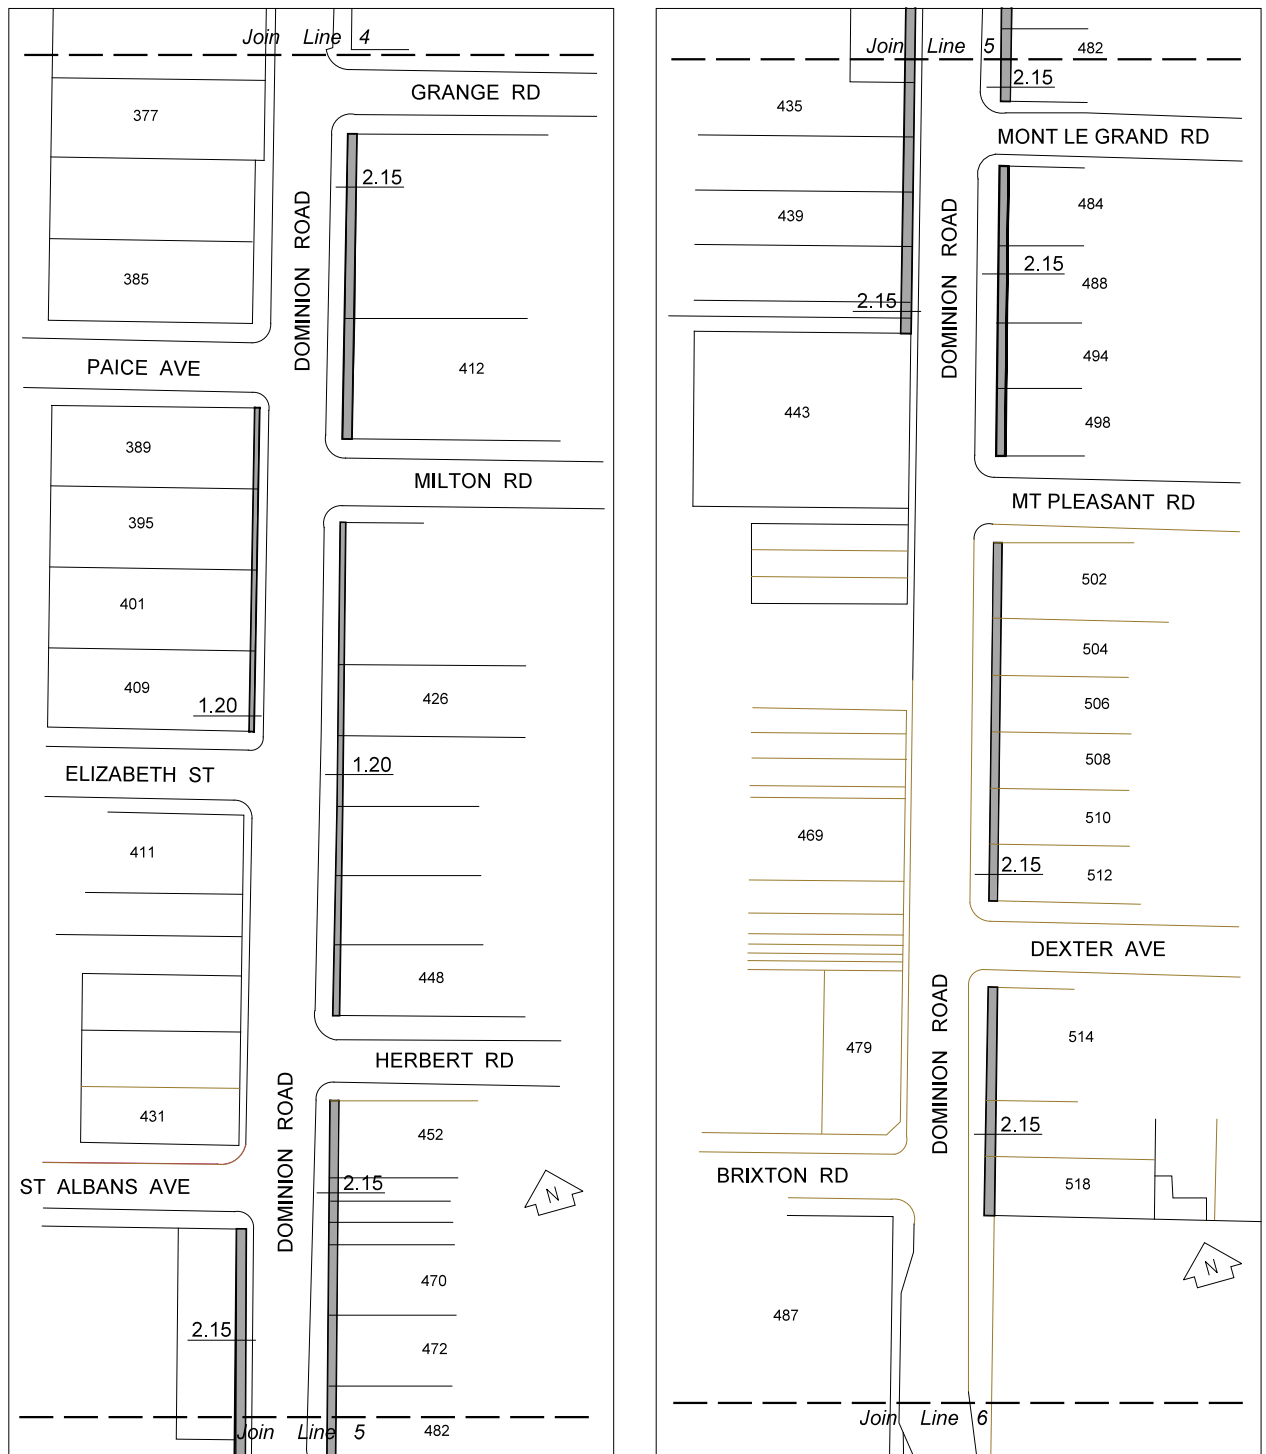 Join Line 4
GRANGE RD
377
2.15
DOMINION ROAD
385
PAICE AVE
412
389
MILTON RD
395
401
409
1.20
426
1.20
ELIZABETH ST
411
448
HERBERT RD
431
452
DOMINION ROAD
ST ALBANS AVE
2.15
N
470
2.15
472
Join Line 5
482
Join Line 5
482
2.15
435
MONT LE GRAND RD
484
439
DOMINION ROAD
2.15
488
2.15
494
443
498
MT PLEASANT RD
502
504
506
508
469
510
2.15
512
DEXTER AVE
DOMINION ROAD
514
479
2.15
BRIXTON RD
518
N
487
Join Line 6